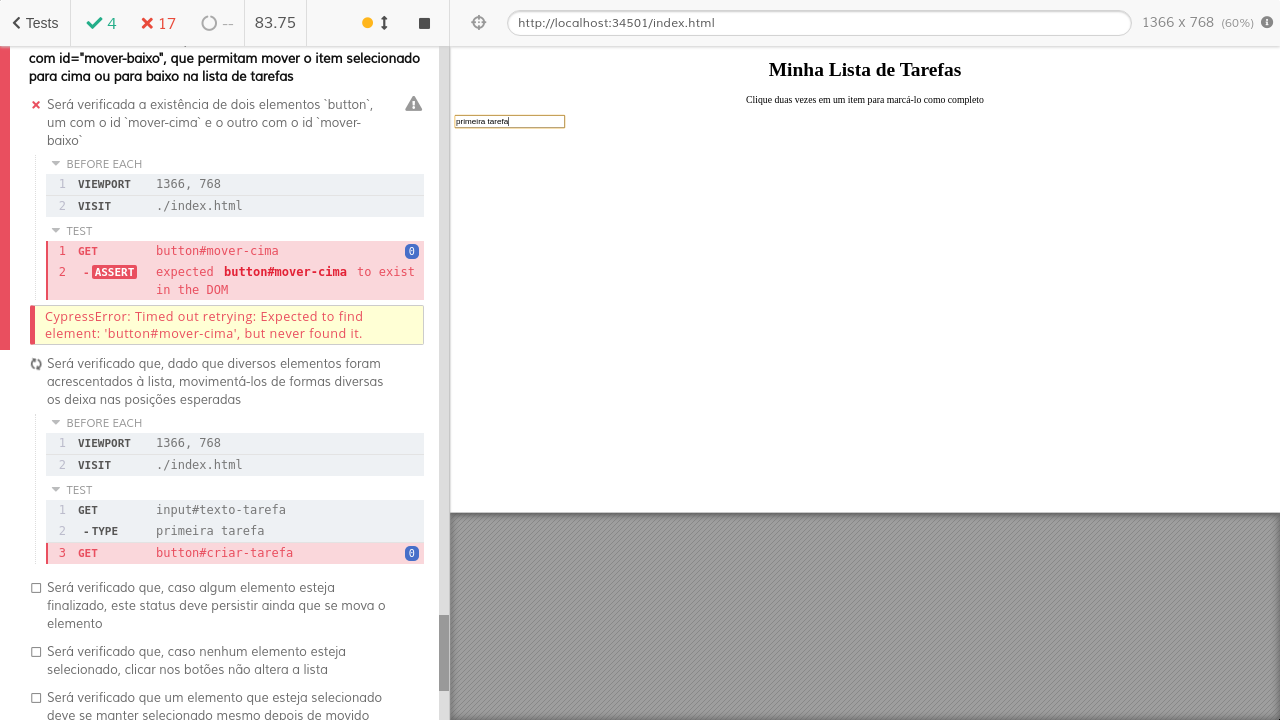 Tests
4
17
--
83.75
http://localhost:34501/index.html
1366 x 768 (60%)
com id="mover-baixo", que permitam mover o item selecionado
para cima ou para baixo na lista de tarefas
Será verificada a existência de dois elementos `button`,
um com o id `mover-cima` e o outro com o id `mover-
baixo`
BEFORE EACH
1 VIEWPORT 1366, 768
2 VISIT ./index.html
TEST
1 GET button#mover-cima 0
2 -ASSERT expected button#mover-cima to exist
in the DOM
CypressError: Timed out retrying: Expected to find
element: 'button#mover-cima', but never found it.
Será verificado que, dado que diversos elementos foram
acrescentados à lista, movimentá-los de formas diversas
os deixa nas posições esperadas
BEFORE EACH
1 VIEWPORT 1366, 768
2 VISIT ./index.html
TEST
1 GET input#texto-tarefa
2 -TYPE primeira tarefa
3 GET button#criar-tarefa 0
Será verificado que, caso algum elemento esteja
finalizado, este status deve persistir ainda que se mova o
elemento
Será verificado que, caso nenhum elemento esteja
selecionado, clicar nos botões não altera a lista
Será verificado que um elemento que esteja selecionado
deve se manter selecionado mesmo depois de movido
Minha Lista de Tarefas
Clique duas vezes em um item para marcá-lo como completo
primeira tarefa